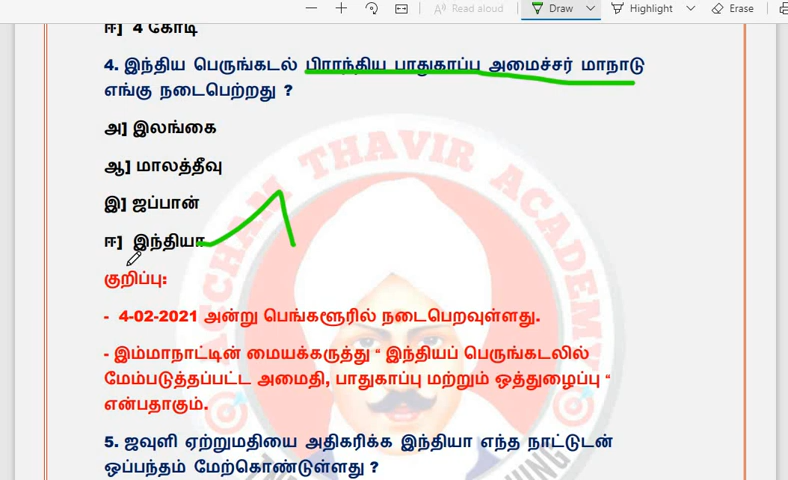 Read aloud
Draw
Highlight
Erase
ஈ] 4 கோடி
4. இந்திய பெருங்கடல் பிராந்திய பாதுகாப்பு அமைச்சர் மாநாடு
எங்கு நடைபெற்றது ?
அ] இலங்கை
ஆ] மாலத்தீவு
இ] ஜப்பான்
ஈ] இந்தியா
குறிப்பு:
- 4-02-2021 அன்று பெங்களூரில் நடைபெறவுள்ளது.
- இம்மாநாட்டின் மையக்கருத்து “ இந்தியப் பெருங்கடலில்
மேம்படுத்தப்பட்ட அமைதி, பாதுகாப்பு மற்றும் ஒத்துழைப்பு “
என்பதாகும்.
5. ஜவுளி ஏற்றுமதியை அதிகரிக்க இந்தியா எந்த நாட்டுடன்
ஒப்பந்தம் மேற்கொண்டுள்ளது ?
ACCHAM THAVIR ACADEMY